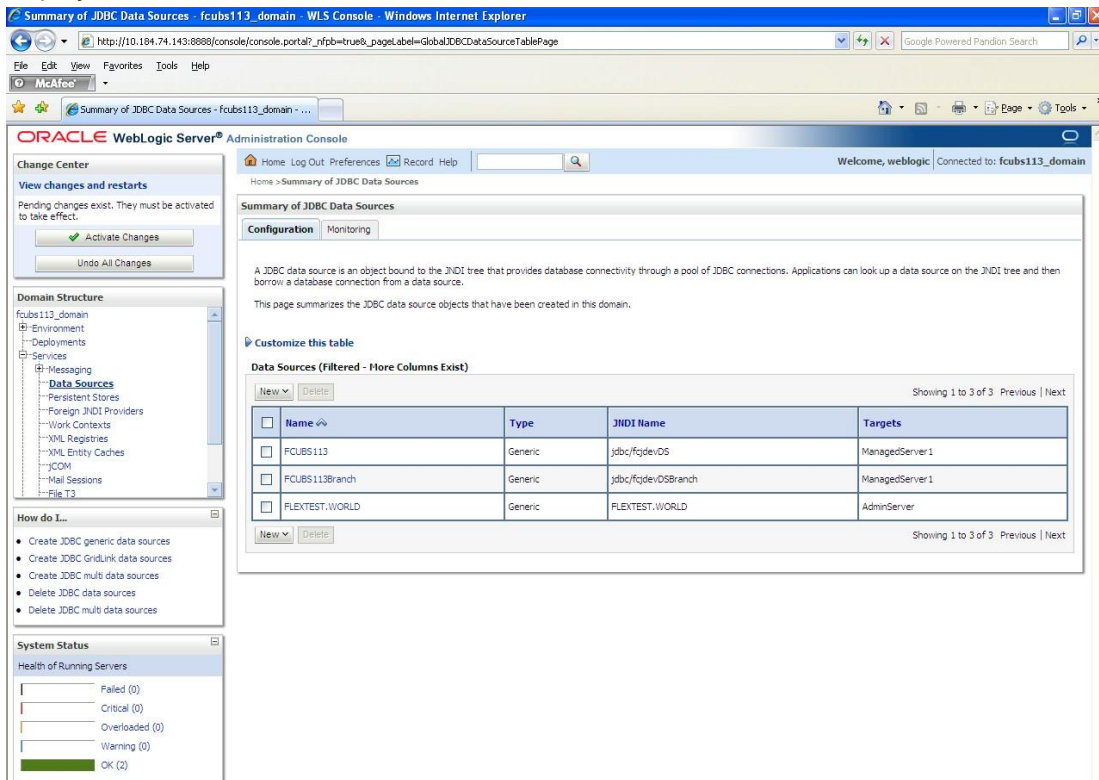 Summary of JDBC Data Sources - fcubs113_domain - WLS Console - Windows Internet Explorer
http://10.184.74.143:8888/console/console.portal?_nfpb=true&_pageLabel=GlobalJDBCDataSourceTablePage
Google Powered Pandion Search
File Edit View Favorites Tools Help
McAfee
Summary of JDBC Data Sources - fcubs113_domain - ...
Page Tools
ORACLE WebLogic Server® Administration Console
Change Center
View changes and restarts
Pending changes exist. They must be activated
to take effect.
Activate Changes
Undo All Changes
Domain Structure
fcubs113_domain
Environment
Deployments
Services
Messaging
Data Sources
Persistent Stores
Foreign JNDI Providers
Work Contexts
XML Registries
XML Entity Caches
jCOM
Mail Sessions
File T3
How do I...
Create JDBC generic data sources
Create JDBC GridLink data sources
Create JDBC multi data sources
Delete JDBC data sources
Delete JDBC multi data sources
System Status
Health of Running Servers
Failed (0)
Critical (0)
Overloaded (0)
Warning (0)
OK (2)
Home Log Out Preferences Record Help
Welcome, weblogic Connected to: fcubs113_domain
Home >Summary of JDBC Data Sources
Summary of JDBC Data Sources
Configuration Monitoring
A JDBC data source is an object bound to the JNDI tree that provides database connectivity through a pool of JDBC connections. Applications can look up a data source on the JNDI tree and then
borrow a database connection from a data source.
This page summarizes the JDBC data source objects that have been created in this domain.
Customize this table
Data Sources (Filtered - More Columns Exist)
New Delete Showing 1 to 3 of 3 Previous | Next
Name Type JNDI Name Targets
FCUBS113 Generic jdbc/fcjdevDS ManagedServer1
FCUBS113Branch Generic jdbc/fcjdevDSBranch ManagedServer1
FLEXTEST.WORLD Generic FLEXTEST.WORLD AdminServer
New Delete Showing 1 to 3 of 3 Previous | Next